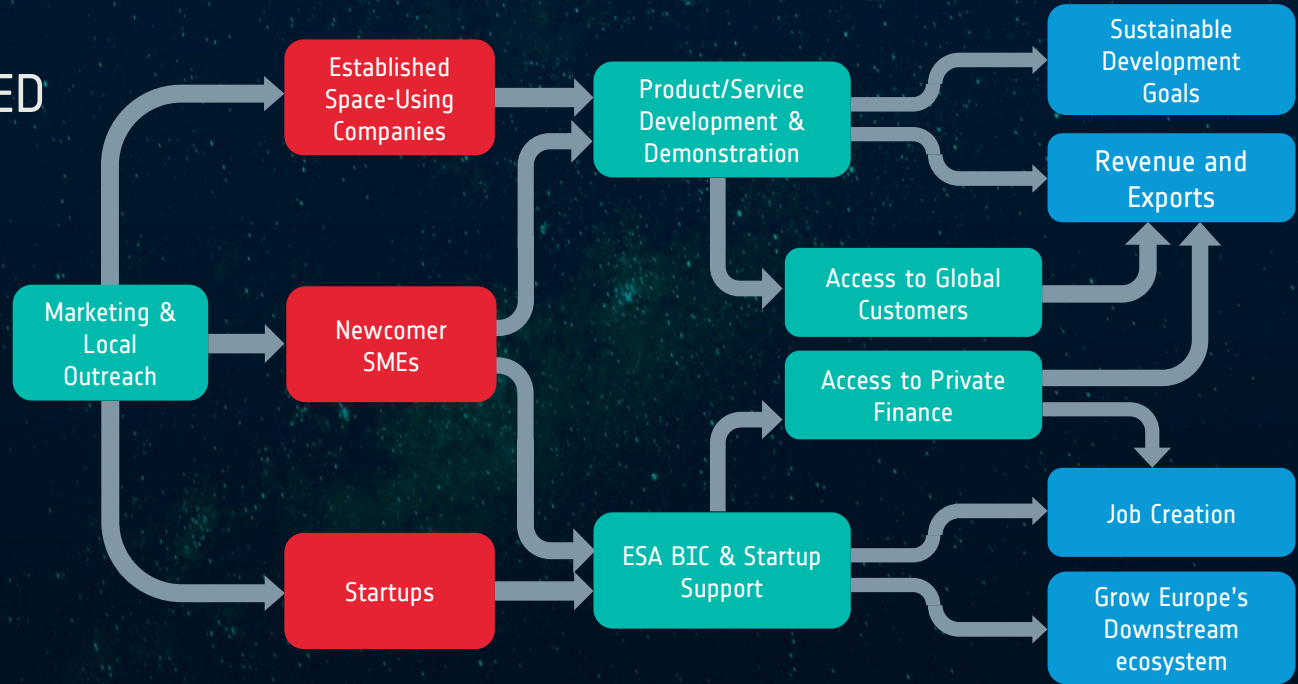 ED
Established
Space-Using
Companies
Product/Service
Development &
Demonstration
Sustainable
Development
Goals
Revenue and
Exports
Access to Global
Customers
Marketing &
Local
Outreach
Newcomer
SMEs
Access to Private
Finance
Startups
ESA BIC & Startup
Support
Job Creation
Grow Europe's
Downstream
ecosystem